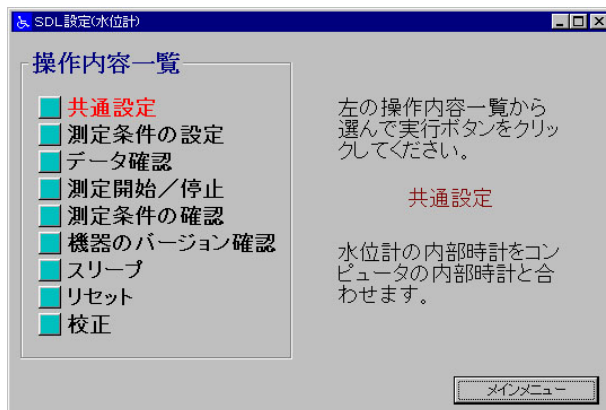 SDL設定(水位計)
操作内容一覧
共通設定
測定条件の設定
データ確認
測定開始／停止
測定条件の確認
機器のバージョン確認
スリープ
リセット
校正
左の操作内容一覧から
選んで実行ボタンをクリッ
クしてください。
共通設定
水位計の内部時計をコン
ピュータの内部時計と合
わせます。
メインメニュー